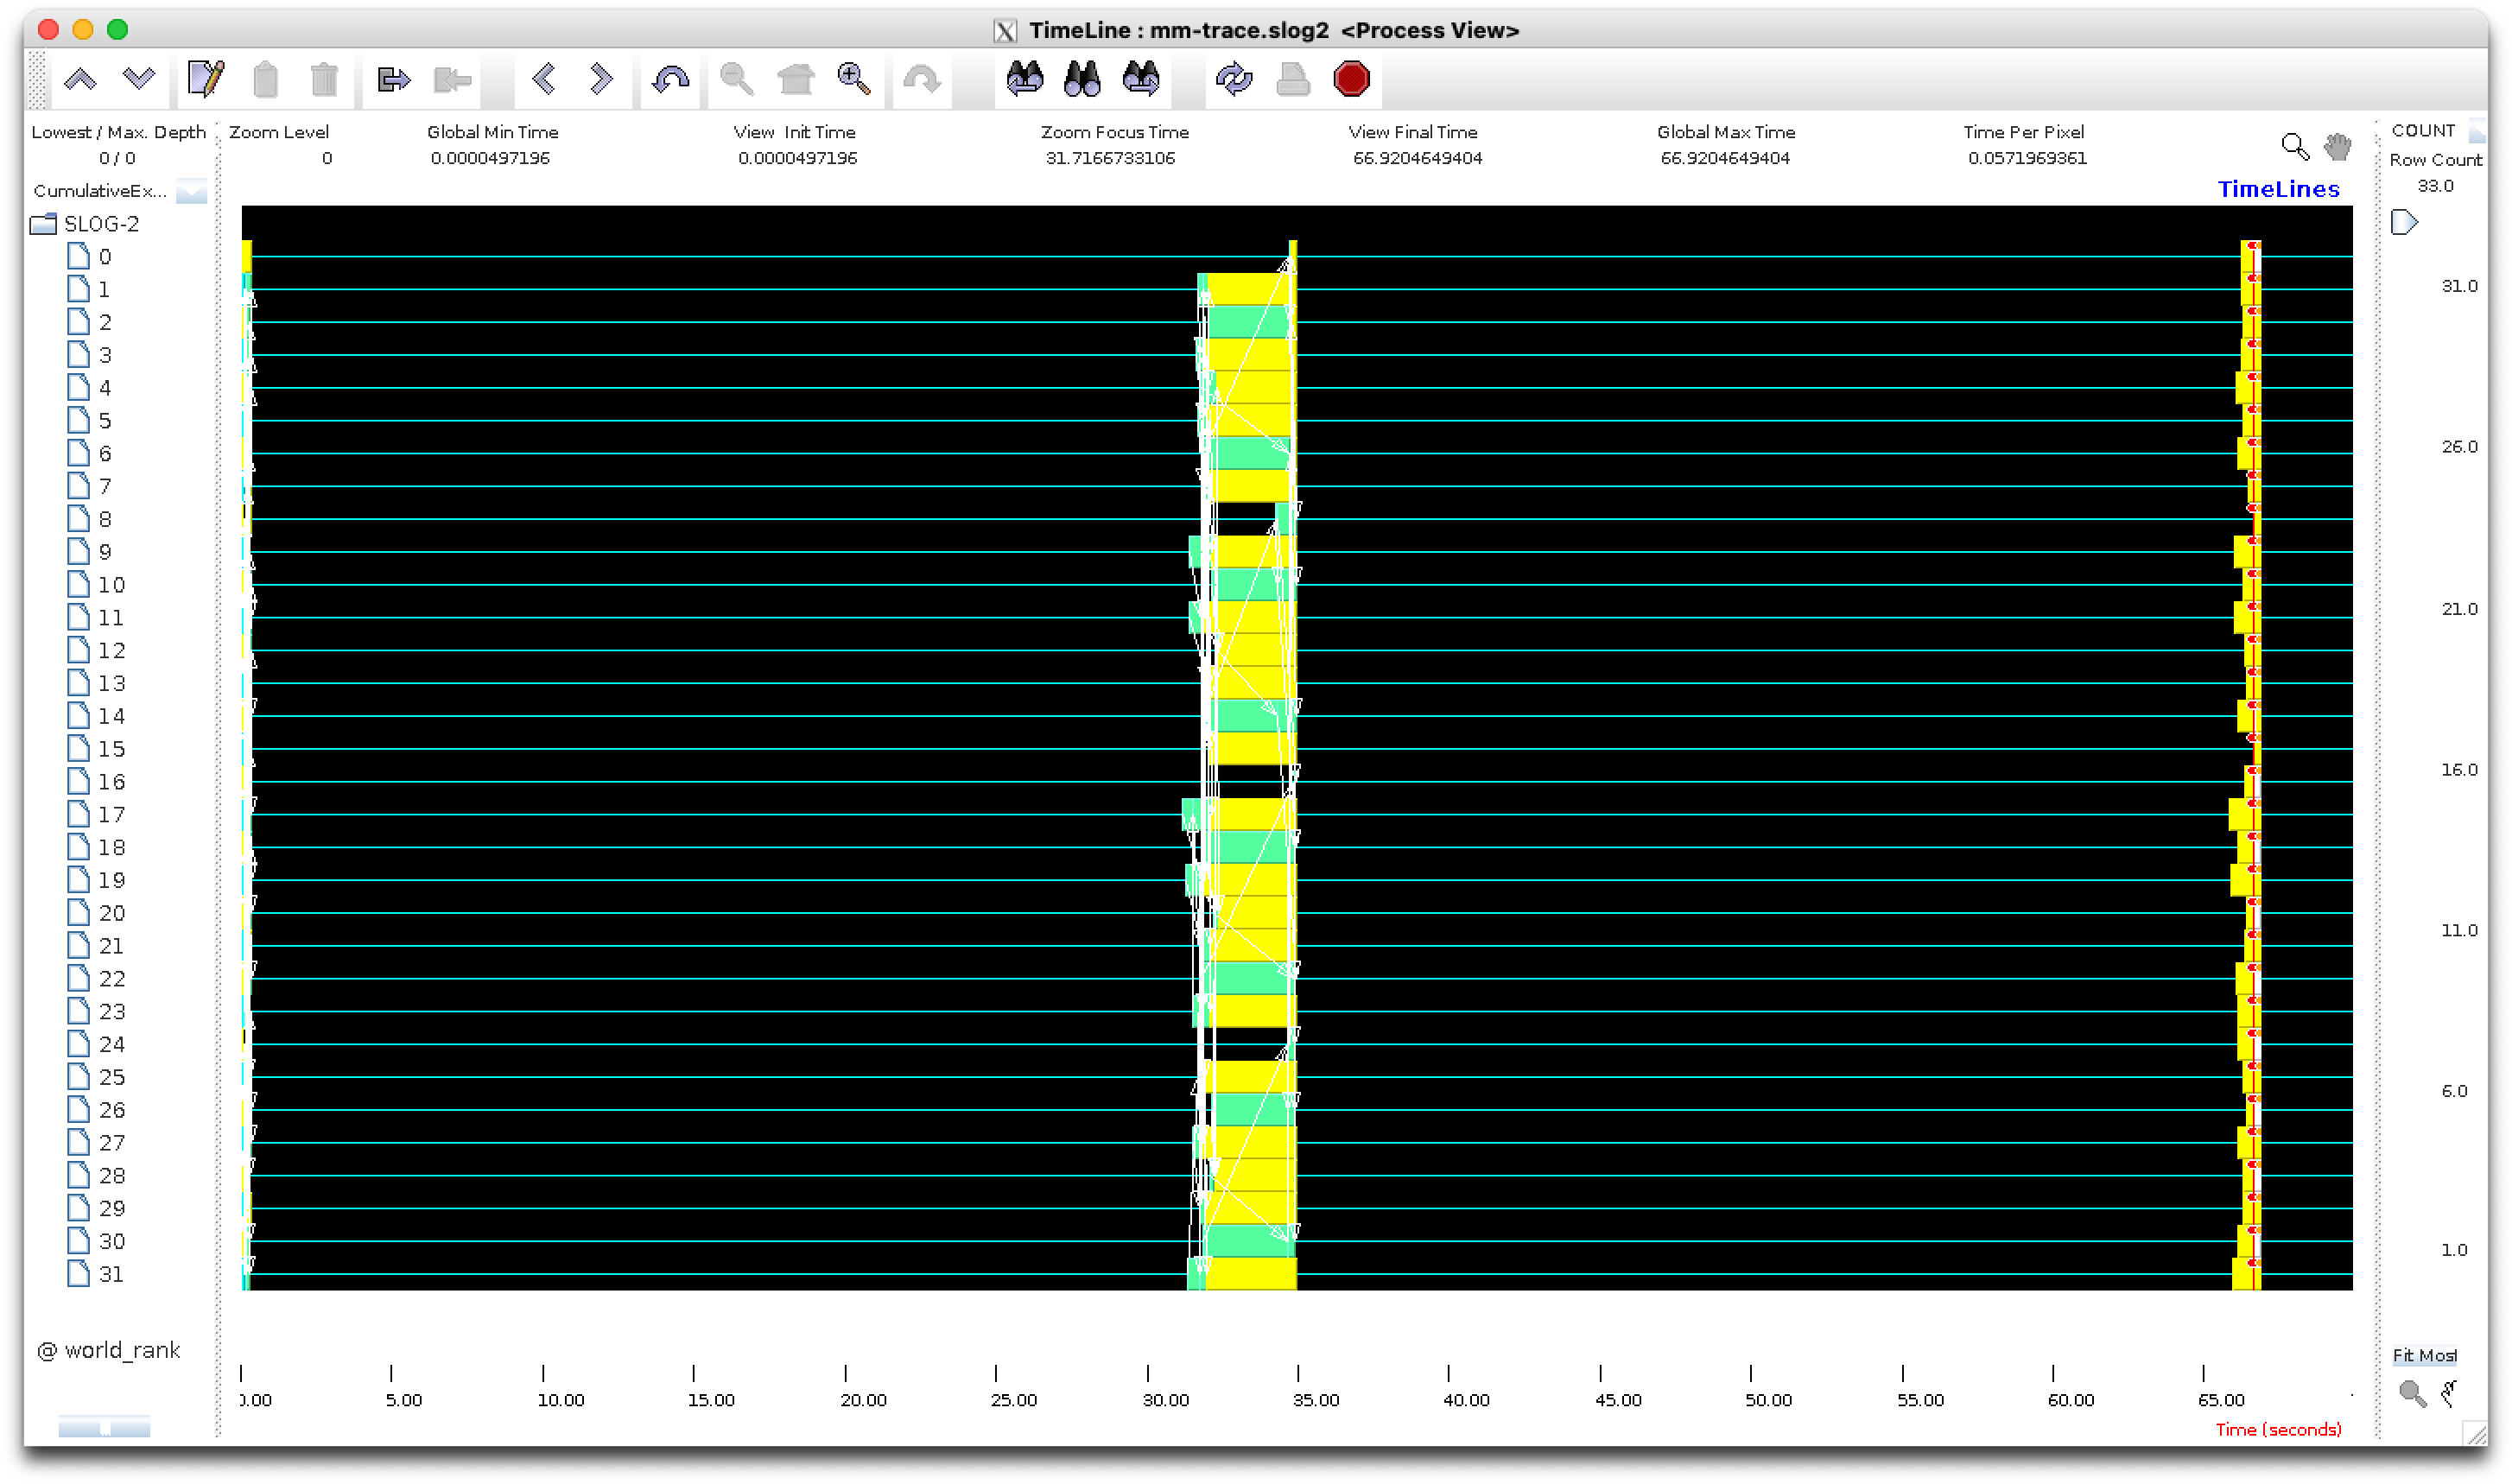 TimeLine : mm-trace.slog2 <Process View>
Lowest / Max. Depth
0 / 0
Zoom Level
0
Global Min Time
0.0000497196
View Init Time
0.0000497196
Zoom Focus Time
31.7166733106
View Final Time
66.9204649404
Global Max Time
66.9204649404
Time Per Pixel
0.0571969361
COUNT
Row Count
33.0
CumulativeEx...
TimeLines
SLOG-2
0
1
2
3
4
5
6
7
8
9
10
11
12
13
14
15
16
17
18
19
20
21
22
23
24
25
26
27
28
29
30
31
31.0
26.0
21.0
16.0
11.0
6.0
1.0
@ world_rank
Fit Most
0.00 5.00 10.00 15.00 20.00 25.00 30.00 35.00 40.00 45.00 50.00 55.00 60.00 65.00
Time (seconds)